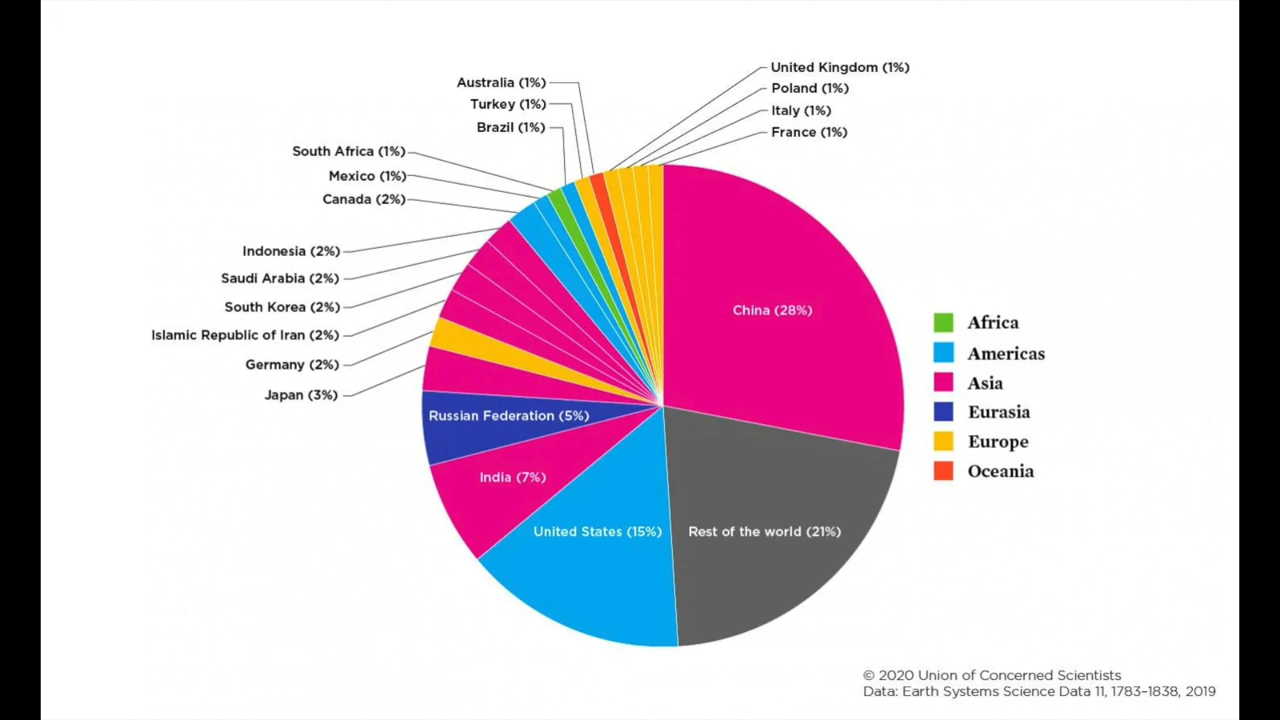 United Kingdom (1%)
Poland (1%)
Italy (1%)
France (1%)
Australia (1%)
Turkey (1%)
Brazil (1%)
South Africa (1%)
Mexico (1%)
Canada (2%)
Indonesia (2%)
Saudi Arabia (2%)
South Korea (2%)
Islamic Republic of Iran (2%)
Germany (2%)
Japan (3%)
Russian Federation (5%)
India (7%)
United States (15%)
Rest of the world (21%)
China (28%)
Africa
Americas
Asia
Eurasia
Europe
Oceania
© 2020 Union of Concerned Scientists
Data: Earth Systems Science Data 11, 1783–1838, 2019